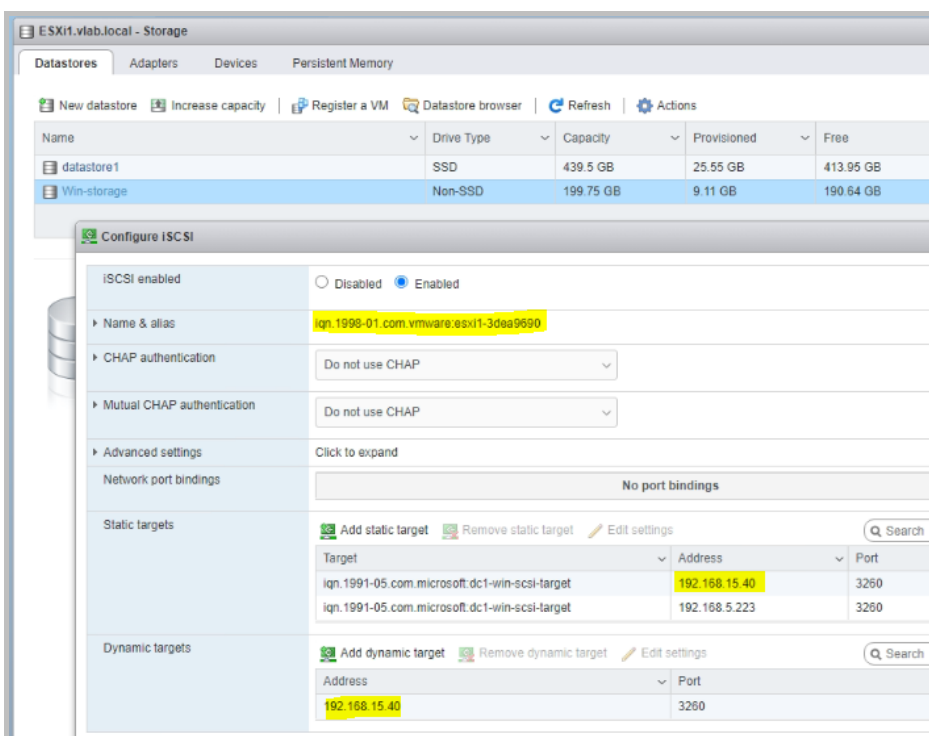 ESXi1.vlab.local - Storage
Datastores Adapters Devices Persistent Memory
New datastore Increase capacity Register a VM Datastore browser Refresh Actions
Name Drive Type Capacity Provisioned Free
datastore1 SSD 439.5 GB 25.55 GB 413.95 GB
Win-storage Non-SSD 199.75 GB 9.11 GB 190.64 GB
Configure iSCSI
iSCSI enabled Disabled Enabled
Name & alias iqn.1998-01.com.vmware:esxi1-3dea9690
CHAP authentication Do not use CHAP
Mutual CHAP authentication Do not use CHAP
Advanced settings Click to expand
Network port bindings No port bindings
Static targets Add static target Remove static target Edit settings Search
Target Address Port
iqn.1991-05.com.microsoft:dc1-win-scsi-target 192.168.15.40 3260
iqn.1991-05.com.microsoft:dc1-win-scsi-target 192.168.5.223 3260
Dynamic targets Add dynamic target Remove dynamic target Edit settings Search
Address Port
192.168.15.40 3260